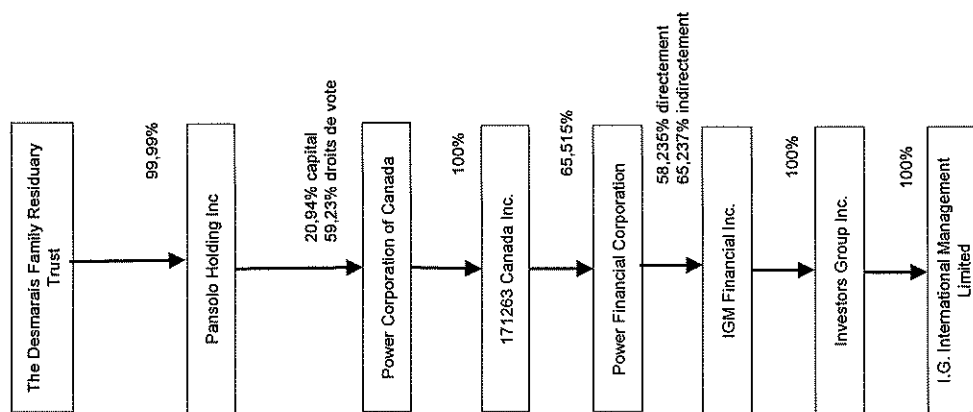 The Desmarais Family Residuary
Trust
99,99%
Pansolo Holding Inc
20,94% capital
59,23% droits de vote
Power Corporation of Canada
100%
171263 Canada Inc.
65,515%
Power Financial Corporation
58,235% directement
65,237% indirectement
IGM Financial Inc.
100%
Investors Group Inc.
100%
I.G. International Management
Limited